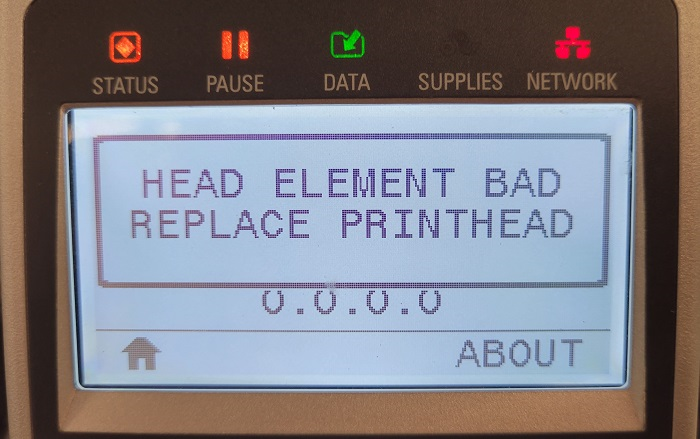 STATUS PAUSE DATA SUPPLIES NETWORK
HEAD ELEMENT BAD
REPLACE PRINTHEAD
0.0.0.0
ABOUT